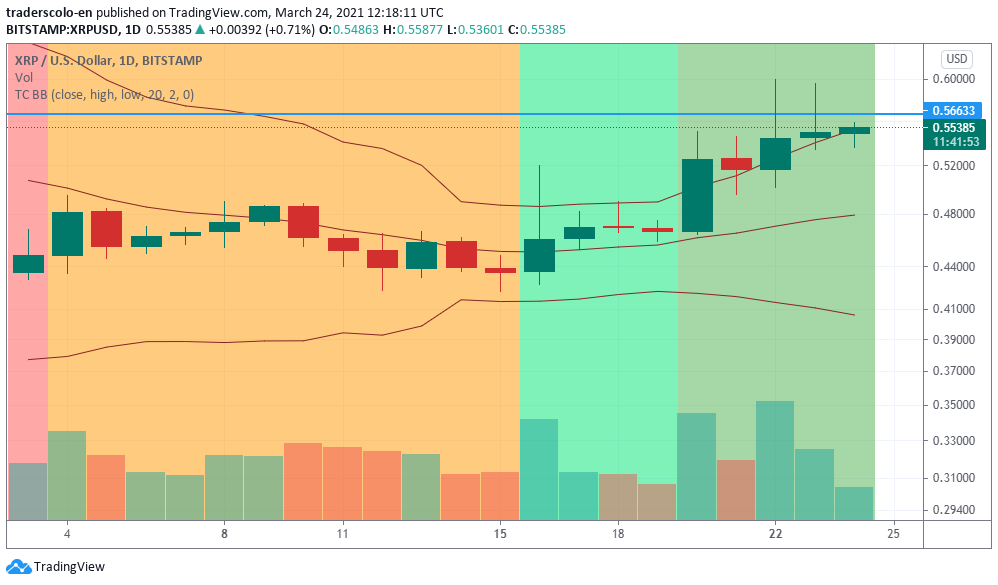 traderscolo-en published on TradingView.com, March 24, 2021 12:18:11 UTC
BITSTAMP:XRPUSD, 1D 0.55385 ▲ +0.00392 (+0.71%) O:0.54863 H:0.55877 L:0.53601 C:0.55385
XRP / U.S. Dollar, 1D, BITSTAMP
Vol
TC BB (close, high, low, 20, 2, 0)
USD
0.60000
0.56633
0.55385
11:41:53
0.52000
0.48000
0.44000
0.41000
0.39000
0.37000
0.35000
0.33000
0.31000
0.29400
4 8 11 15 18 22 25
TradingView